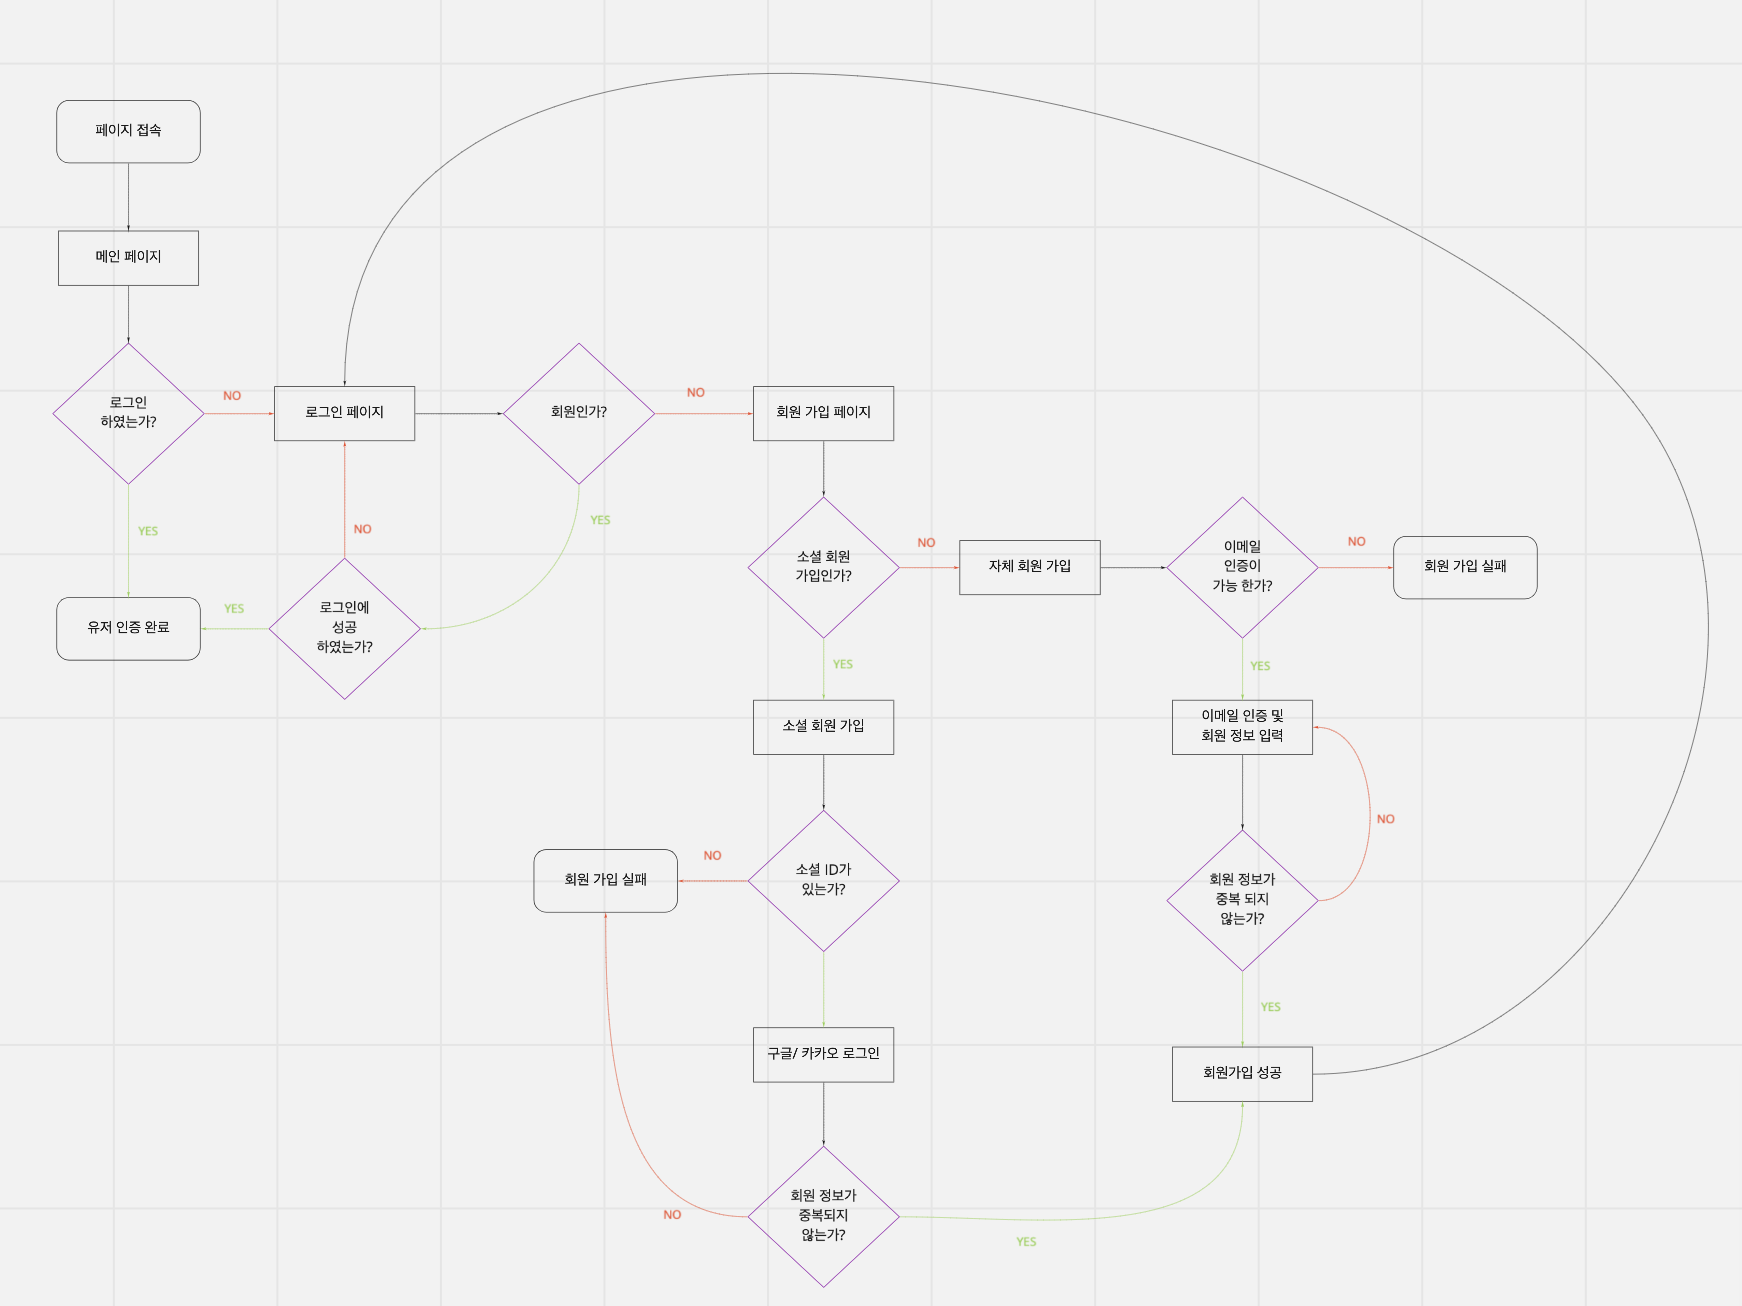 페이지 접속
메인 페이지
로그인
하였는가?
NO
로그인 페이지
회원인가?
NO
회원 가입 페이지
YES
NO
YES
유저 인증 완료
YES
로그인에
성공
하였는가?
소셜 회원
가입인가?
NO
자체 회원 가입
이메일
인증이
가능 한가?
NO
회원 가입 실패
YES
YES
소셜 회원 가입
이메일 인증 및
회원 정보 입력
NO
회원 가입 실패
NO
소셜 ID가
있는가?
회원 정보가
중복 되지
않는가?
YES
구글/ 카카오 로그인
회원가입 성공
NO
회원 정보가
중복되지
않는가?
YES